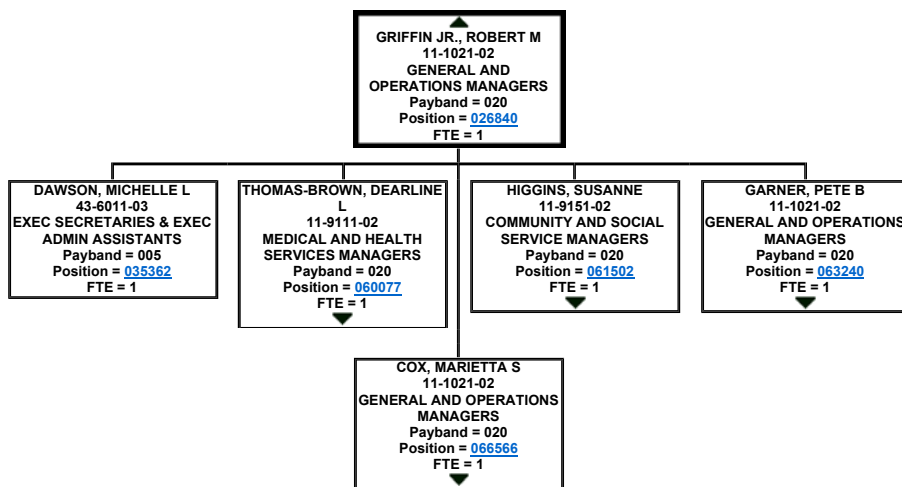 GRIFFIN JR., ROBERT M
11-1021-02
GENERAL AND
OPERATIONS MANAGERS
Payband = 020
Position = 026840
FTE = 1
DAWSON, MICHELLE L
43-6011-03
EXEC SECRETARIES & EXEC
ADMIN ASSISTANTS
Payband = 005
Position = 035362
FTE = 1
THOMAS-BROWN, DEARLINE
L
11-9111-02
MEDICAL AND HEALTH
SERVICES MANAGERS
Payband = 020
Position = 060077
FTE = 1
HIGGINS, SUSANNE
11-9151-02
COMMUNITY AND SOCIAL
SERVICE MANAGERS
Payband = 020
Position = 061502
FTE = 1
GARNER, PETE B
11-1021-02
GENERAL AND OPERATIONS
MANAGERS
Payband = 020
Position = 063240
FTE = 1
COX, MARIETTA S
11-1021-02
GENERAL AND OPERATIONS
MANAGERS
Payband = 020
Position = 066566
FTE = 1